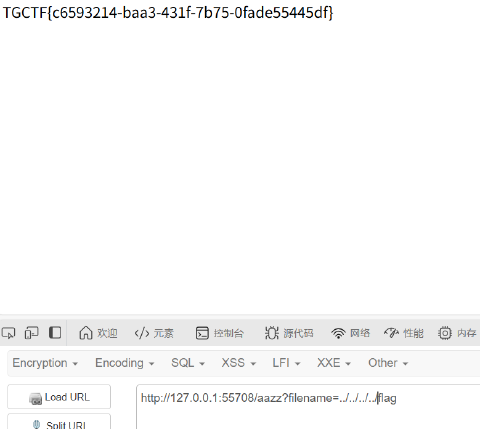 TGCTF{c6593214-baa3-431f-7b75-0fade55445df}
欢迎 元素 控制台 源代码 网络 性能 内存
Encryption Encoding SQL XSS LFI XXE Other
Load URL http://127.0.0.1:55708/aazz?filename=../../../../flag
Split URL